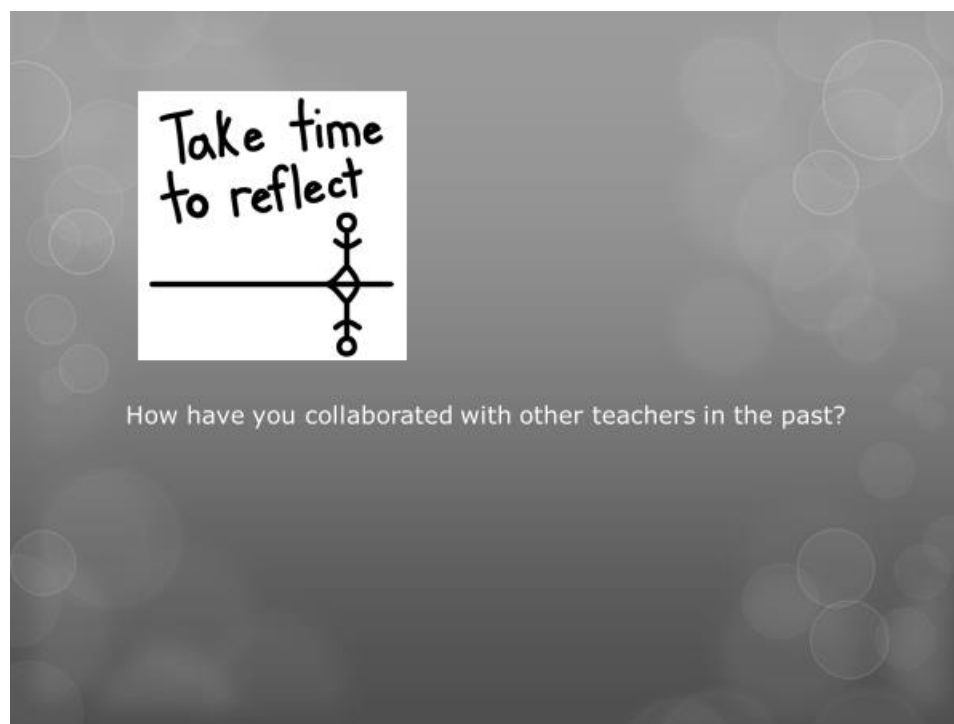 Take time
to reflect
How have you collaborated with other teachers in the past?